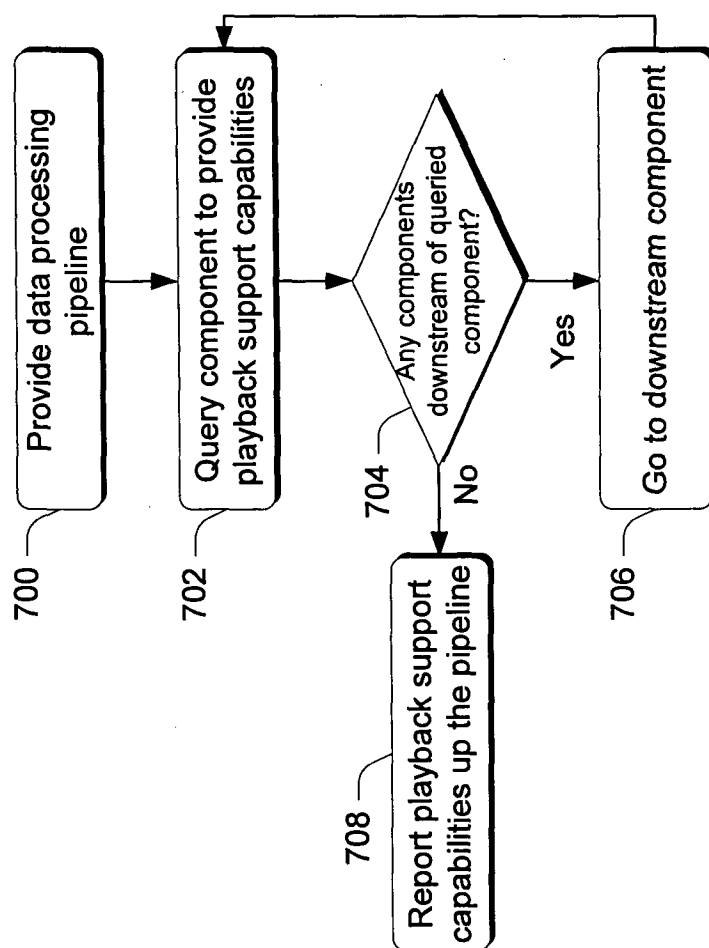 700
Provide data processing
pipeline
702
Query component to provide
playback support capabilities
704
Any components
downstream of queried
component?
No
Yes
708
Report playback support
capabilities up the pipeline
706
Go to downstream component